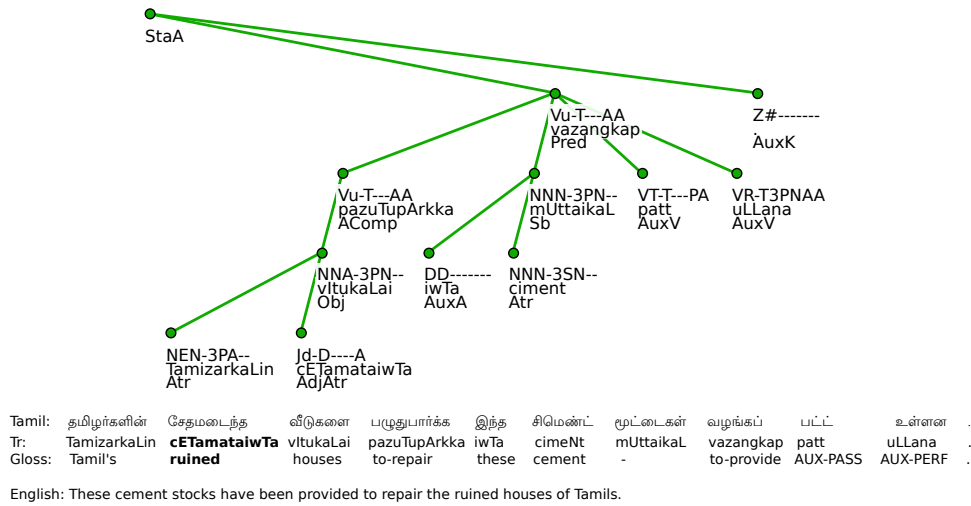 StaA
Vu-T---AA
vazangkap
Pred
Z#-------
.
AuxK
Vu-T---AA
pazuTupArkka
AComp
NNN-3PN--
mUttaikaL
Sb
VT-T---PA
patt
AuxV
VR-T3PNAA
uLLana
AuxV
NNA-3PN--
vItukaLai
Obj
DD-------
iwTa
AuxA
NNN-3SN--
ciment
Atr
NEN-3PA--
TamizarkaLin
Atr
Jd-D----A
cETamataiwTa
AdjAtr
Tamil: தமிழர்களின் சேதமடைந்த வீடுகளை பழுதுபார்க்க இந்த சிமெண்ட் மூட்டைகள் வழங்கப் பட்ட் உள்ளன .
Tr: TamizarkaLin cETamataiwTa vItukaLai pazuTupArkka iwTa cimeNt mUttaikaL vazangkap patt uLLana .
Gloss: Tamil's ruined houses to-repair these cement - to-provide AUX-PASS AUX-PERF .
English: These cement stocks have been provided to repair the ruined houses of Tamils.